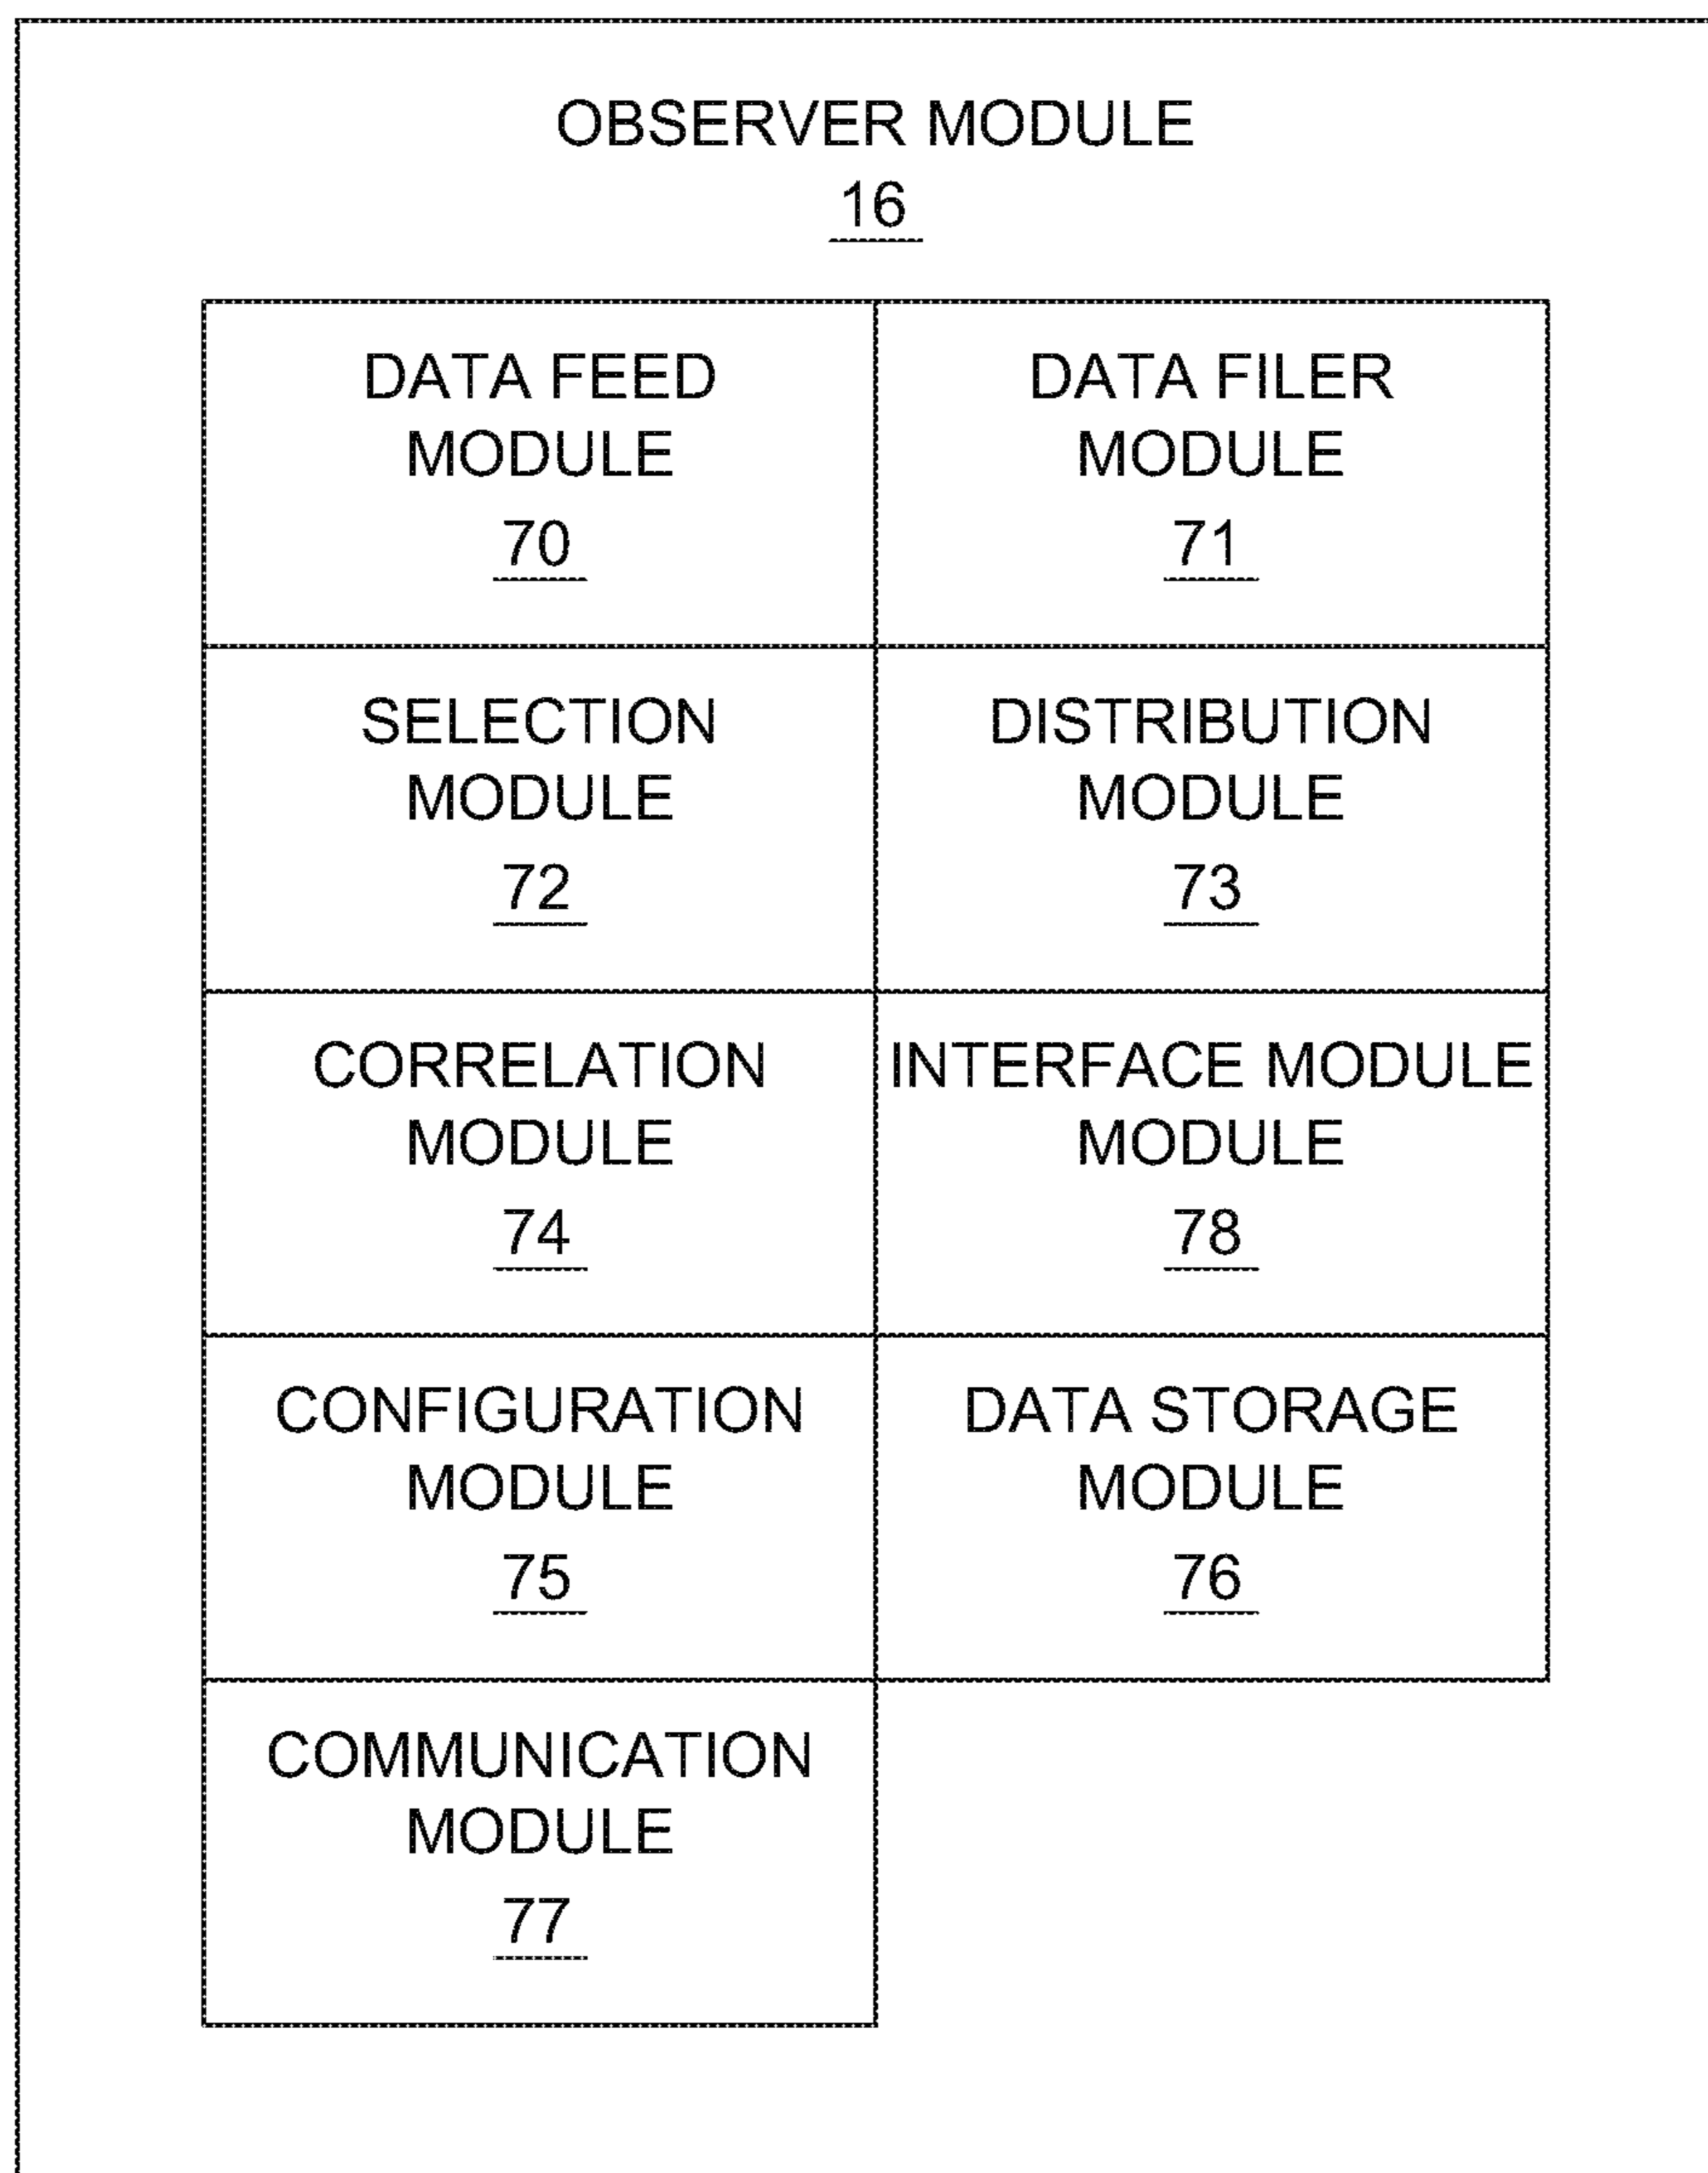 OBSERVER MODULE
16
DATA FEED
MODULE
70
DATA FILER
MODULE
71
SELECTION
MODULE
72
DISTRIBUTION
MODULE
73
CORRELATION
MODULE
74
INTERFACE MODULE
MODULE
78
CONFIGURATION
MODULE
75
DATA STORAGE
MODULE
76
COMMUNICATION
MODULE
77